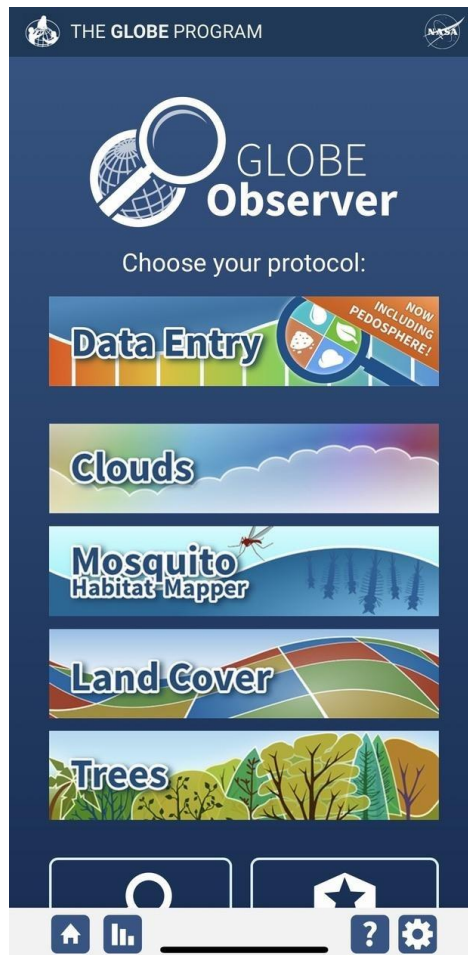 THE GLOBE PROGRAM
NASA
GLOBE
Observer
Choose your protocol:
Data Entry
NOW
INCLUDING
PEDOSPHERE!
Clouds
Mosquito
Habitat Mapper
Land Cover
Trees
?